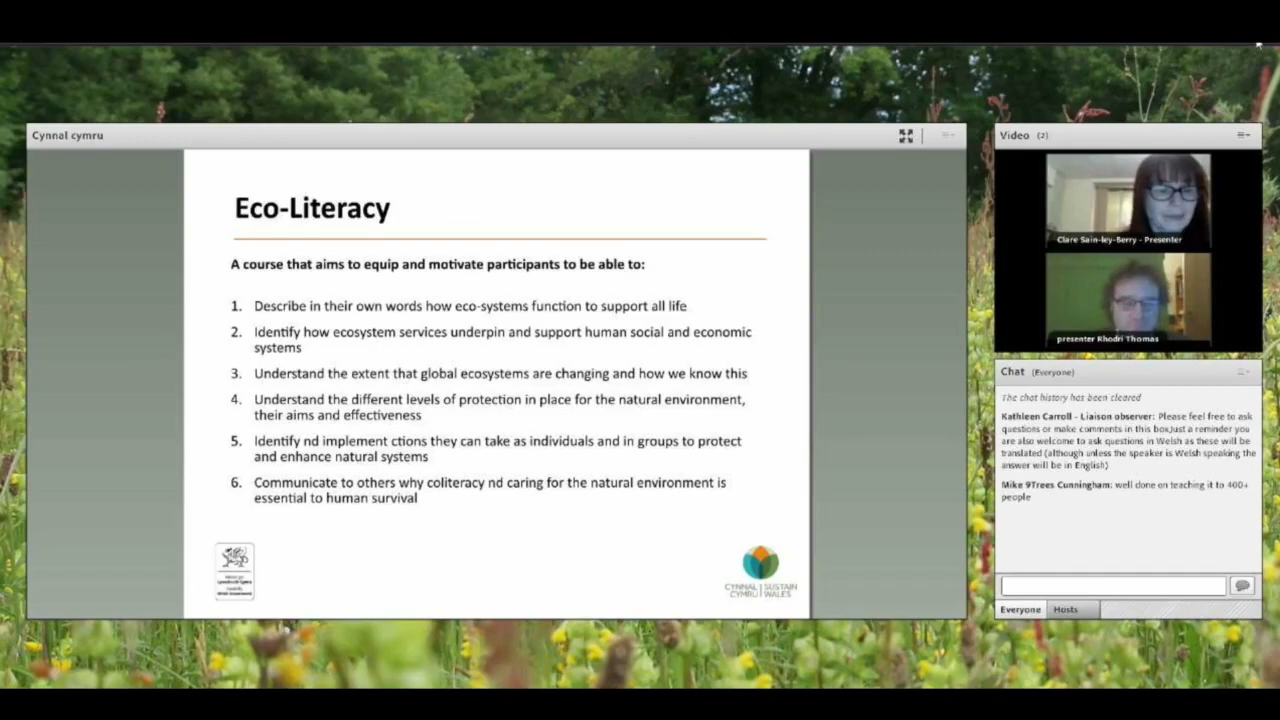 Cynnal cymru
Eco-Literacy
A course that aims to equip and motivate participants to be able to:
1. Describe in their own words how eco-systems function to support all life
2. Identify how ecosystem services underpin and support human social and economic
systems
3. Understand the extent that global ecosystems are changing and how we know this
4. Understand the different levels of protection in place for the natural environment,
their aims and effectiveness
5. Identify nd implement ctions they can take as individuals and in groups to protect
and enhance natural systems
6. Communicate to others why coliteracy nd caring for the natural environment is
essential to human survival
CYNNAL | SUSTAIN
CYMRU | WALES
Video (2)
Clare Sain-ley-Berry - Presenter
presenter Rhodri Thomas
Chat (Everyone)
The chat history has been cleared
Kathleen Carroll - Liaison observer: Please feel free to ask
questions or make comments in this box.Just a reminder you
are also welcome to ask questions in Welsh as these will be
translated (although unless the speaker is Welsh speaking the
answer will be in English)
Mike 9Trees Cunningham: well done on teaching it to 400+
people
Everyone Hosts